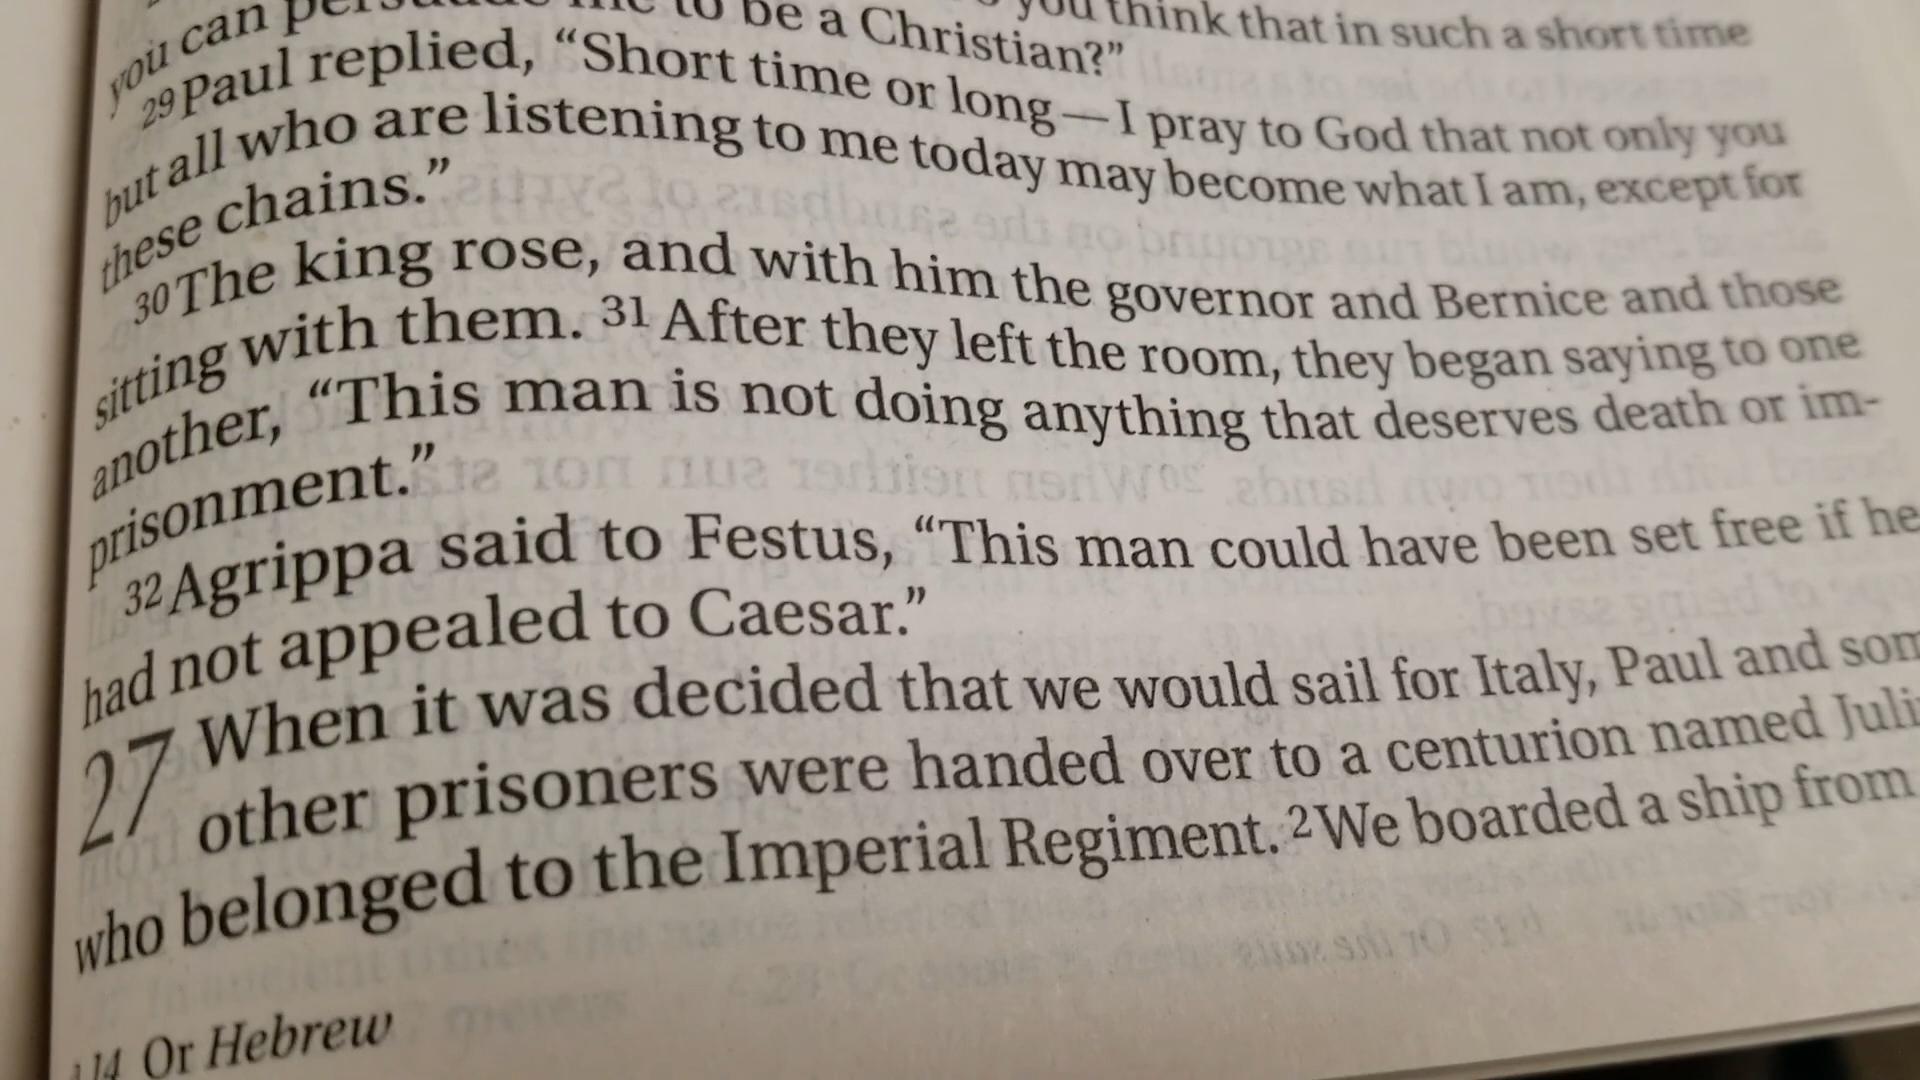 you think that in such a short time
you can persuade me to be a Christian?”
29 Paul replied, “Short time or long—I pray to God that not only you
but all who are listening to me today may become what I am, except for
these chains.”
30 The king rose, and with him the governor and Bernice and those
sitting with them. 31 After they left the room, they began saying to one
another, “This man is not doing anything that deserves death or im-
prisonment.”
32 Agrippa said to Festus, “This man could have been set free if he
had not appealed to Caesar.”
27 When it was decided that we would sail for Italy, Paul and som
other prisoners were handed over to a centurion named Juli
who belonged to the Imperial Regiment. 2 We boarded a ship from
14 Or Hebrew